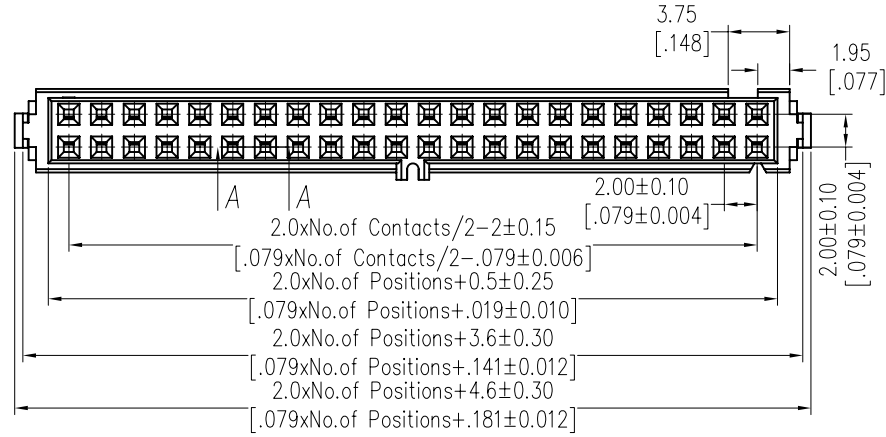 3.75
[.148]
1.95
[.077]
A
A
2.00±0.10
[.079±0.004]
2.00±0.10
[.079±0.004]
2.0xNo.of Contacts/2-2±0.15
[.079xNo.of Contacts/2-.079±0.006]
2.0xNo.of Positions+0.5±0.25
[.079xNo.of Positions+.019±0.010]
2.0xNo.of Positions+3.6±0.30
[.079xNo.of Positions+.141±0.012]
2.0xNo.of Positions+4.6±0.30
[.079xNo.of Positions+.181±0.012]